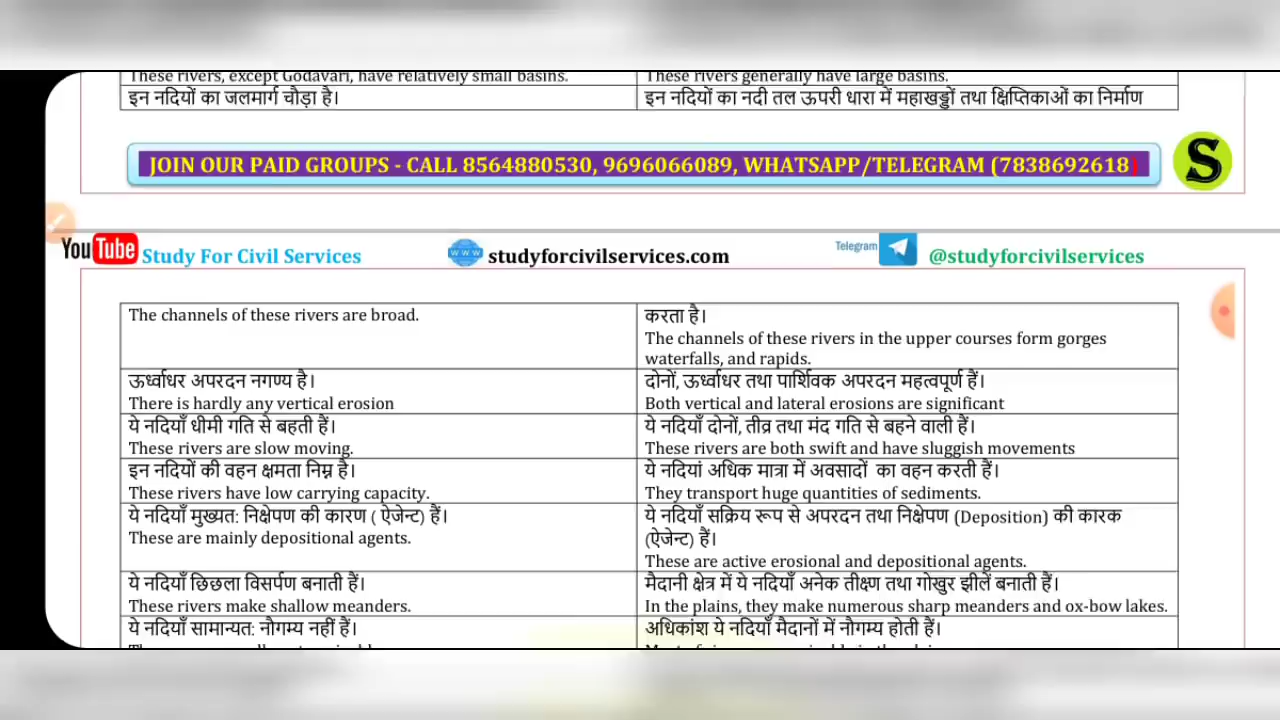 These rivers, except Godavari, have relatively small basins.
These rivers generally have large basins.
इन नदियों का जलमार्ग चौड़ा है।
इन नदियों का नदी तल ऊपरी धारा में महाखड्डों तथा क्षिप्तिकाओं का निर्माण
JOIN OUR PAID GROUPS - CALL 8564880530, 9696066089, WHATSAPP/TELEGRAM (7838692618)
S
YouTube Study For Civil Services
WWW studyforcivilservices.com
Telegram @studyforcivilservices
The channels of these rivers are broad.
करता है।
The channels of these rivers in the upper courses form gorges
waterfalls, and rapids.
ऊर्ध्वाधर अपरदन नगण्य है।
There is hardly any vertical erosion
दोनों, ऊर्ध्वाधर तथा पार्श्विक अपरदन महत्वपूर्ण हैं।
Both vertical and lateral erosions are significant
ये नदियाँ धीमी गति से बहती हैं।
These rivers are slow moving.
ये नदियाँ दोनों, तीव्र तथा मंद गति से बहने वाली हैं।
These rivers are both swift and have sluggish movements
इन नदियों की वहन क्षमता निम्न है।
These rivers have low carrying capacity.
ये नदियां अधिक मात्रा में अवसादों का वहन करती हैं।
They transport huge quantities of sediments.
ये नदियाँ मुख्यत: निक्षेपण की कारण ( ऐजेन्ट) हैं।
These are mainly depositional agents.
ये नदियाँ सक्रिय रूप से अपरदन तथा निक्षेपण (Deposition) की कारक
(ऐजेन्ट) हैं।
These are active erosional and depositional agents.
ये नदियाँ छिछला विसर्पण बनाती हैं।
These rivers make shallow meanders.
मैदानी क्षेत्र में ये नदियाँ अनेक तीक्ष्ण तथा गोखुर झीलें बनाती हैं।
In the plains, they make numerous sharp meanders and ox-bow lakes.
ये नदियाँ सामान्यत: नौगम्य नहीं हैं।
अधिकांश ये नदियाँ मैदानों में नौगम्य होती हैं।